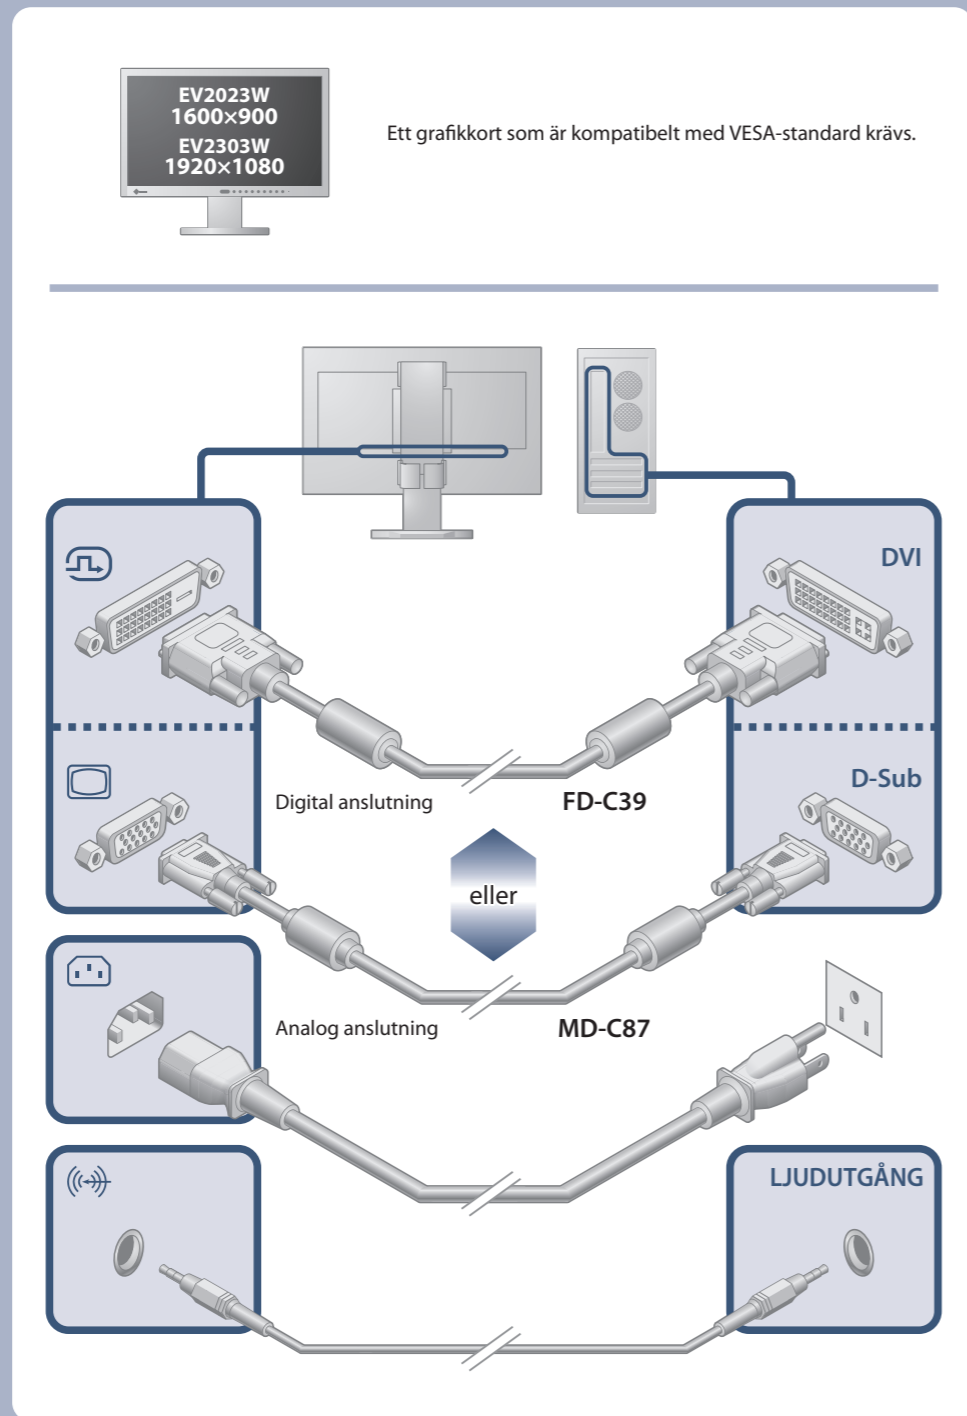 EV2023W
1600×900
EV2303W
1920×1080
Ett grafikkort som är kompatibelt med VESA-standard krävs.
DVI
Digital anslutning
FD-C39
D-Sub
eller
Analog anslutning
MD-C87
LJUDUTGÅNG